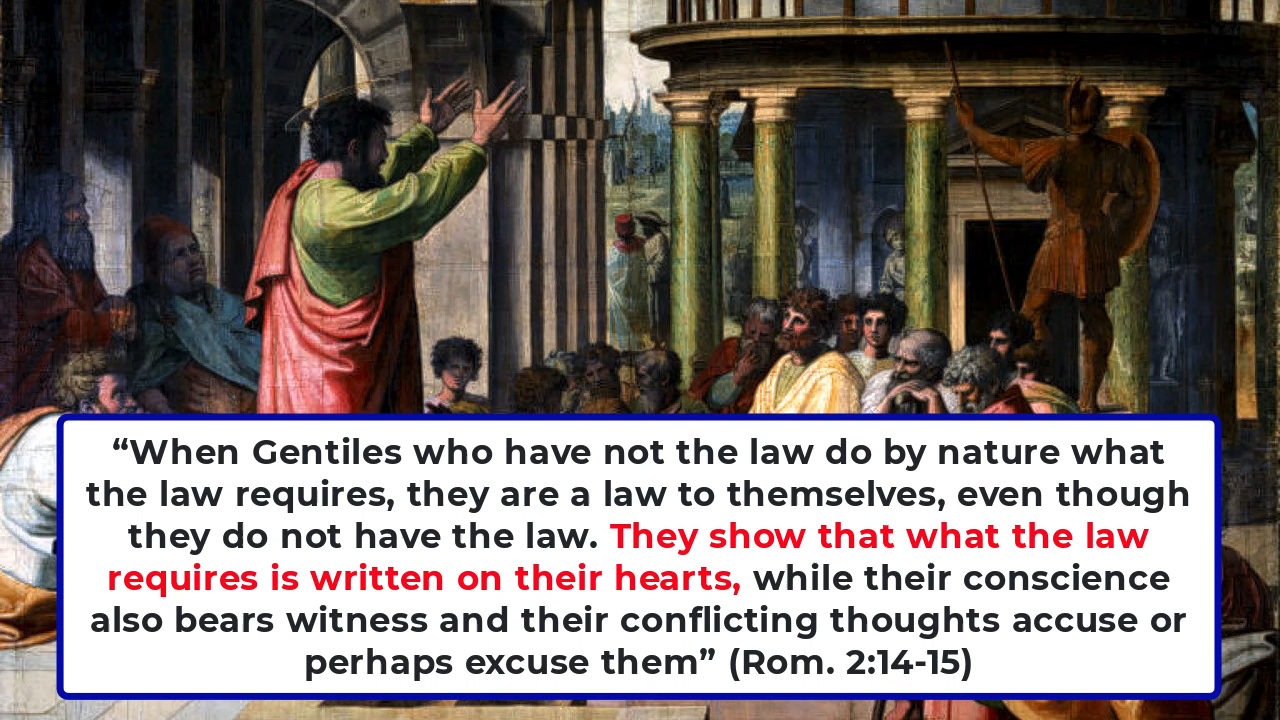 “When Gentiles who have not the law do by nature what
the law requires, they are a law to themselves, even though
they do not have the law. They show that what the law
requires is written on their hearts, while their conscience
also bears witness and their conflicting thoughts accuse or
perhaps excuse them” (Rom. 2:14-15)